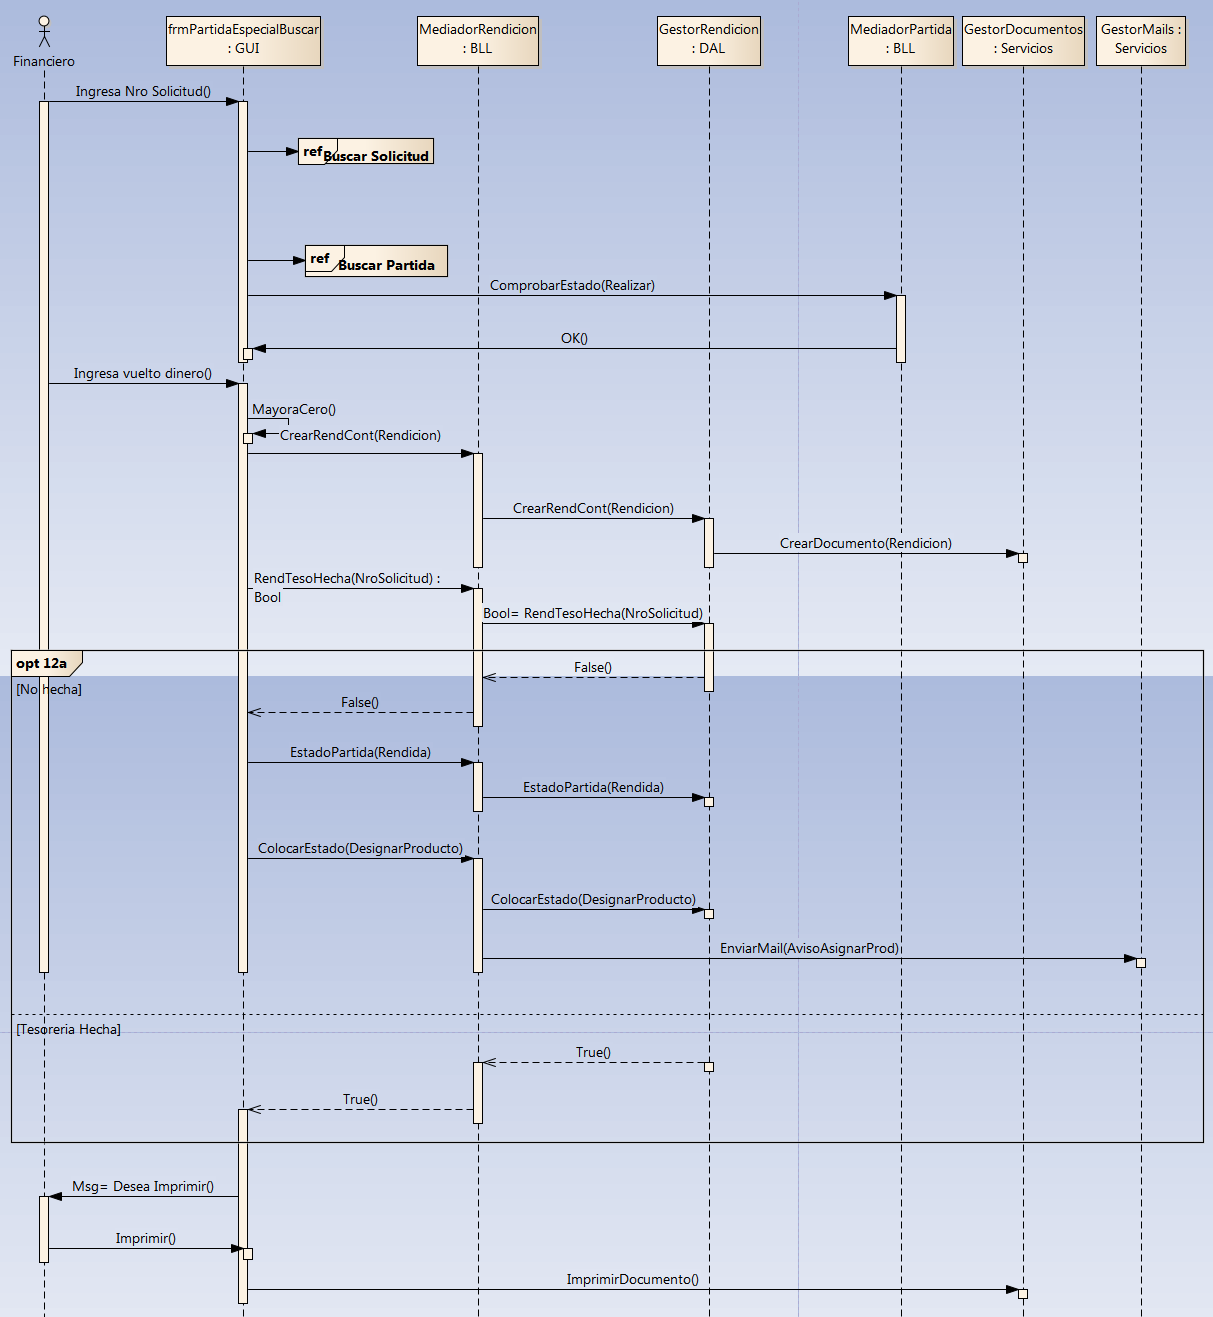 Financiero
frmPartidaEspecialBuscar
: GUI
MediadorRendicion
: BLL
GestorRendicion
: DAL
MediadorPartida
: BLL
GestorDocumentos
: Servicios
GestorMails :
Servicios
Ingresa Nro Solicitud()
ref
Buscar Solicitud
ref
Buscar Partida
ComprobarEstado(Realizar)
OK()
Ingresa vuelto dinero()
MayoraCero()
CrearRendCont(Rendicion)
CrearRendCont(Rendicion)
CrearDocumento(Rendicion)
RendTesoHecha(NroSolicitud) :
Bool
Bool= RendTesoHecha(NroSolicitud)
opt 12a
False()
[No hecha]
False()
EstadoPartida(Rendida)
EstadoPartida(Rendida)
ColocarEstado(DesignarProducto)
ColocarEstado(DesignarProducto)
EnviarMail(AvisoAsignarProd)
[Tesoreria Hecha]
True()
True()
Msg= Desea Imprimir()
Imprimir()
ImprimirDocumento()